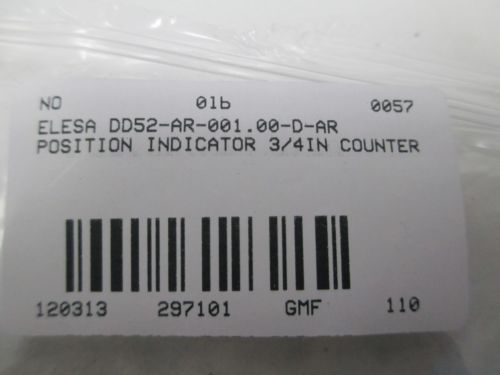 NO 01b 0057
ELESA DD52-AR-001.00-D-AR
POSITION INDICATOR 3/4IN COUNTER
120313 297101 GMF 110